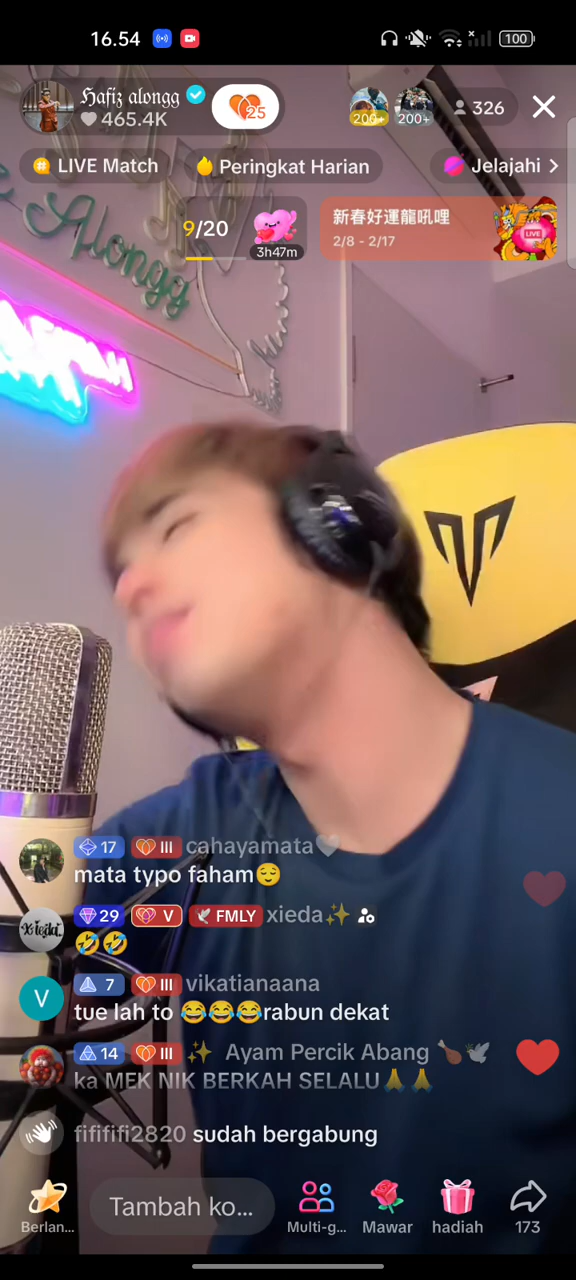 16.54
100
Hafiz alongg
465.4K
25
200+
200+
326
LIVE Match
Peringkat Harian
Jelajahi
Alongg
9/20
3h47m
新春好運龍吼哩
2/8 - 2/17
LIVE
17 III cahayamata🤍
mata typo faham😌
29 V FMLY xieda✨
🤣🤣
V
7 III vikatianaana
tue lah to 😂😂😂rabun dekat
14 III ✨ Ayam Percik Abang 🍗🕊️
ka MEK NIK BERKAH SELALU🙏🙏
fifififi2820 sudah bergabung
Berlan...
Tambah ko...
Multi-g...
Mawar
hadiah
173